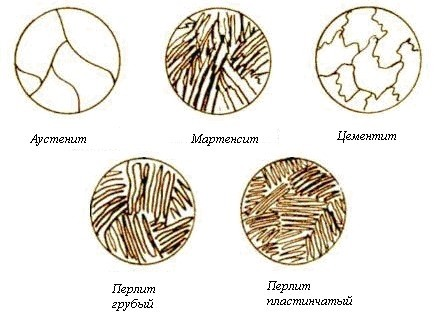 Аустенит
Мартенсит
Цементит
Перлит
грубый
Перлит
пластинчатый